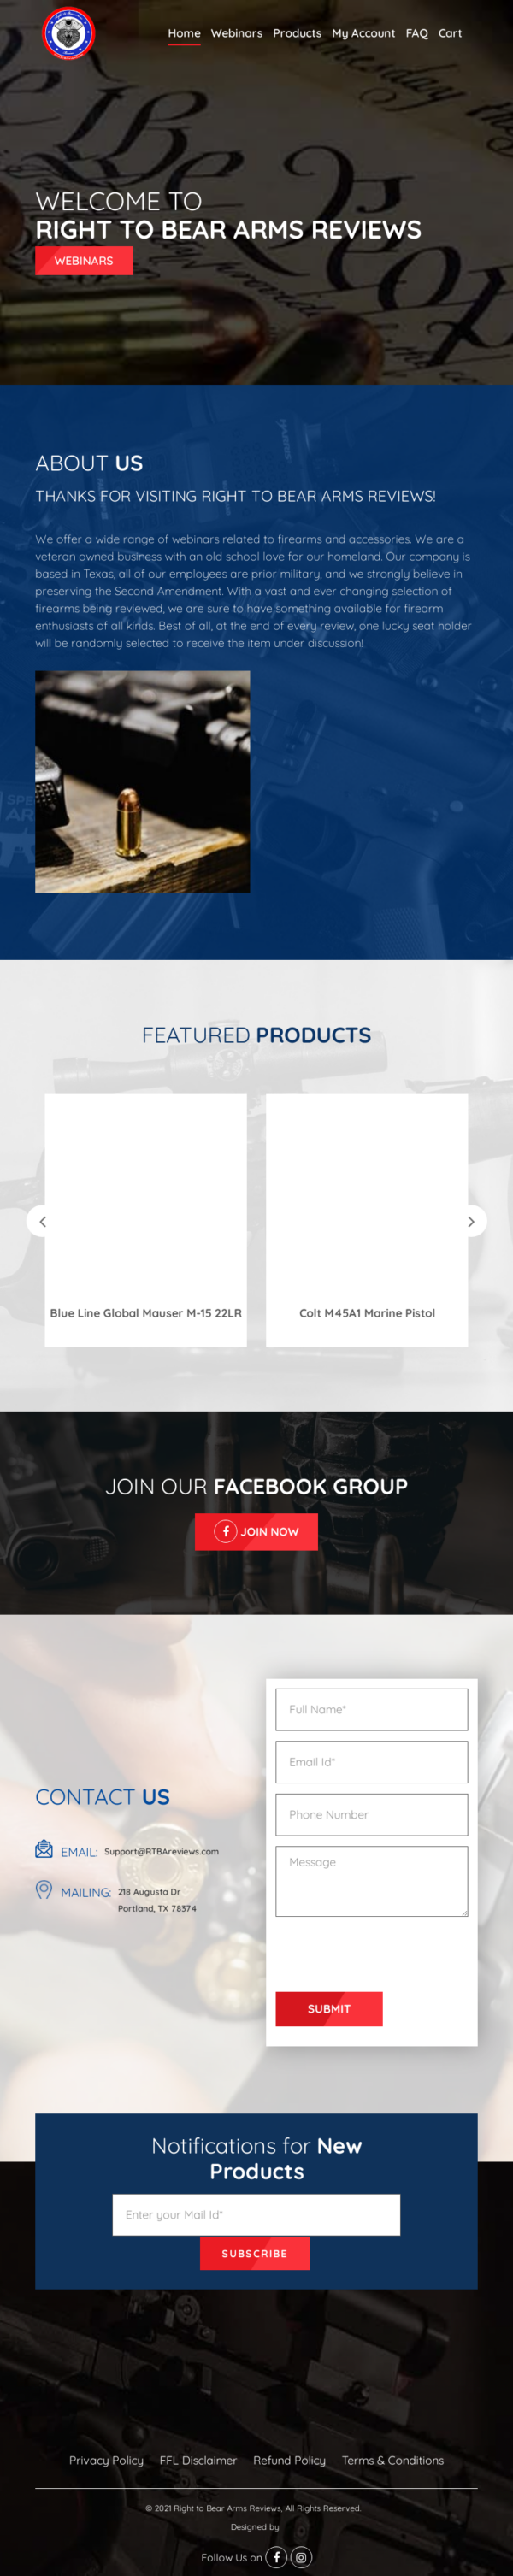 Home Webinars Products My Account FAQ Cart
WELCOME TO
RIGHT TO BEAR ARMS REVIEWS
WEBINARS
ABOUT US
THANKS FOR VISITING RIGHT TO BEAR ARMS REVIEWS!
We offer a wide range of webinars related to firearms and accessories. We are a
veteran owned business with an old school love for our homeland. Our company is
based in Texas, all of our employees are prior military, and we strongly believe in
preserving the Second Amendment. With a vast and ever changing selection of
firearms being reviewed, we are sure to have something available for firearm
enthusiasts of all kinds. Best of all, at the end of every review, one lucky seat holder
will be randomly selected to receive the item under discussion!
FEATURED PRODUCTS
Blue Line Global Mauser M-15 22LR
Colt M45A1 Marine Pistol
JOIN OUR FACEBOOK GROUP
JOIN NOW
CONTACT US
EMAIL: Support@RTBAreviews.com
MAILING: 218 Augusta Dr
Portland, TX 78374
Full Name*
Email Id*
Phone Number
Message
SUBMIT
Notifications for New
Products
Enter your Mail Id*
SUBSCRIBE
Privacy Policy FFL Disclaimer Refund Policy Terms & Conditions
© 2021 Right to Bear Arms Reviews, All Rights Reserved.
Designed by
Follow Us on